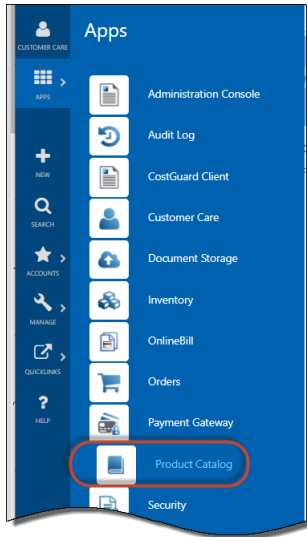 CUSTOMER CARE
APPS
NEW
SEARCH
ACCOUNTS
MANAGE
QUICKLINKS
HELP
Apps
Administration Console
Audit Log
CostGuard Client
Customer Care
Document Storage
Inventory
OnlineBill
Orders
Payment Gateway
Product Catalog
Security